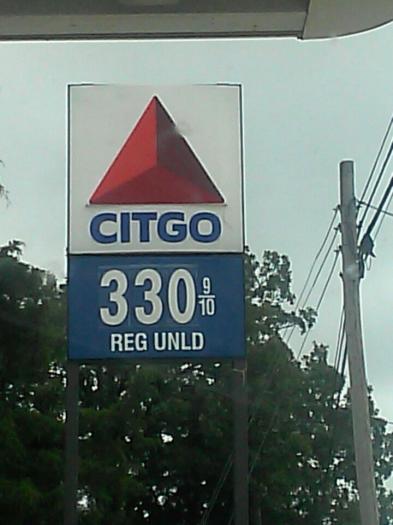 CITGO
330 9/10
REG UNLD